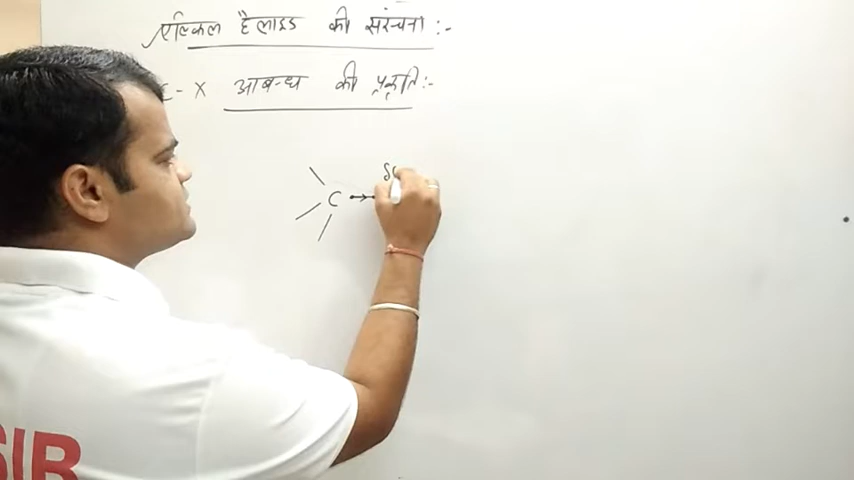 एल्किल हैलाइड की संरचना :-
C - X आबन्ध की प्रकृति :-
δ
C
SIR